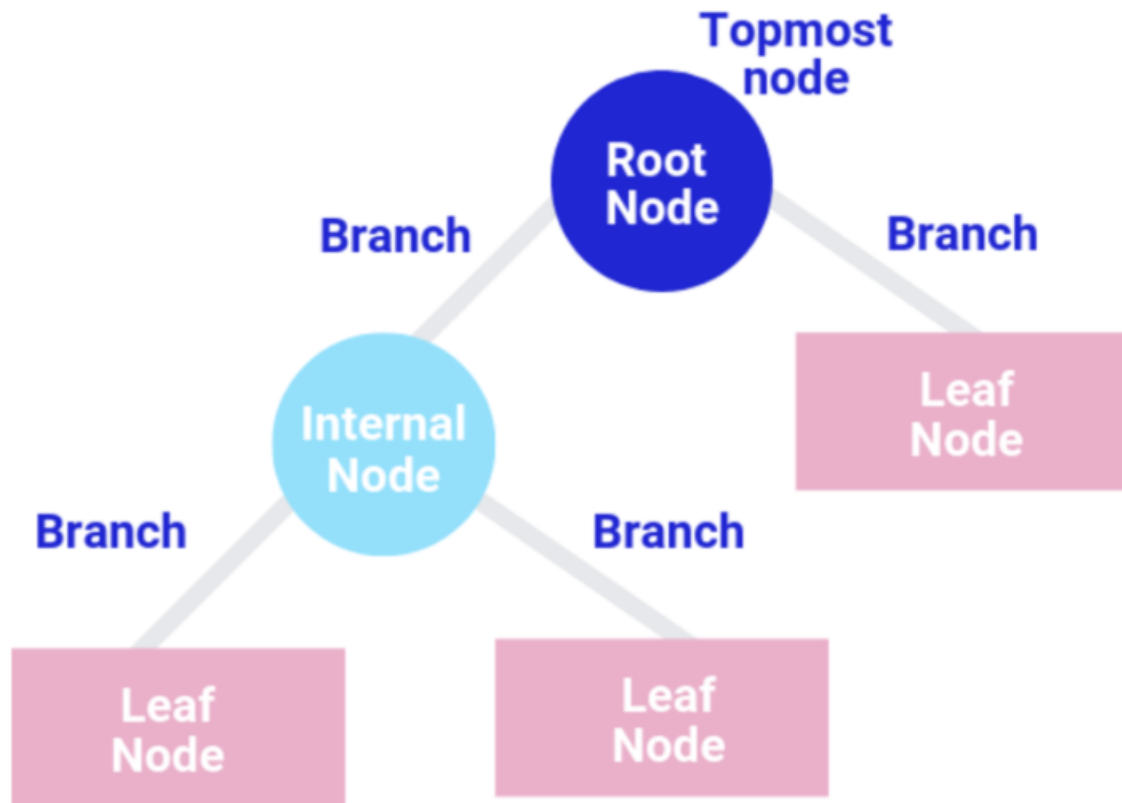 Topmost
node
Root
Node
Branch
Branch
Leaf
Node
Internal
Node
Branch
Branch
Leaf
Node
Leaf
Node